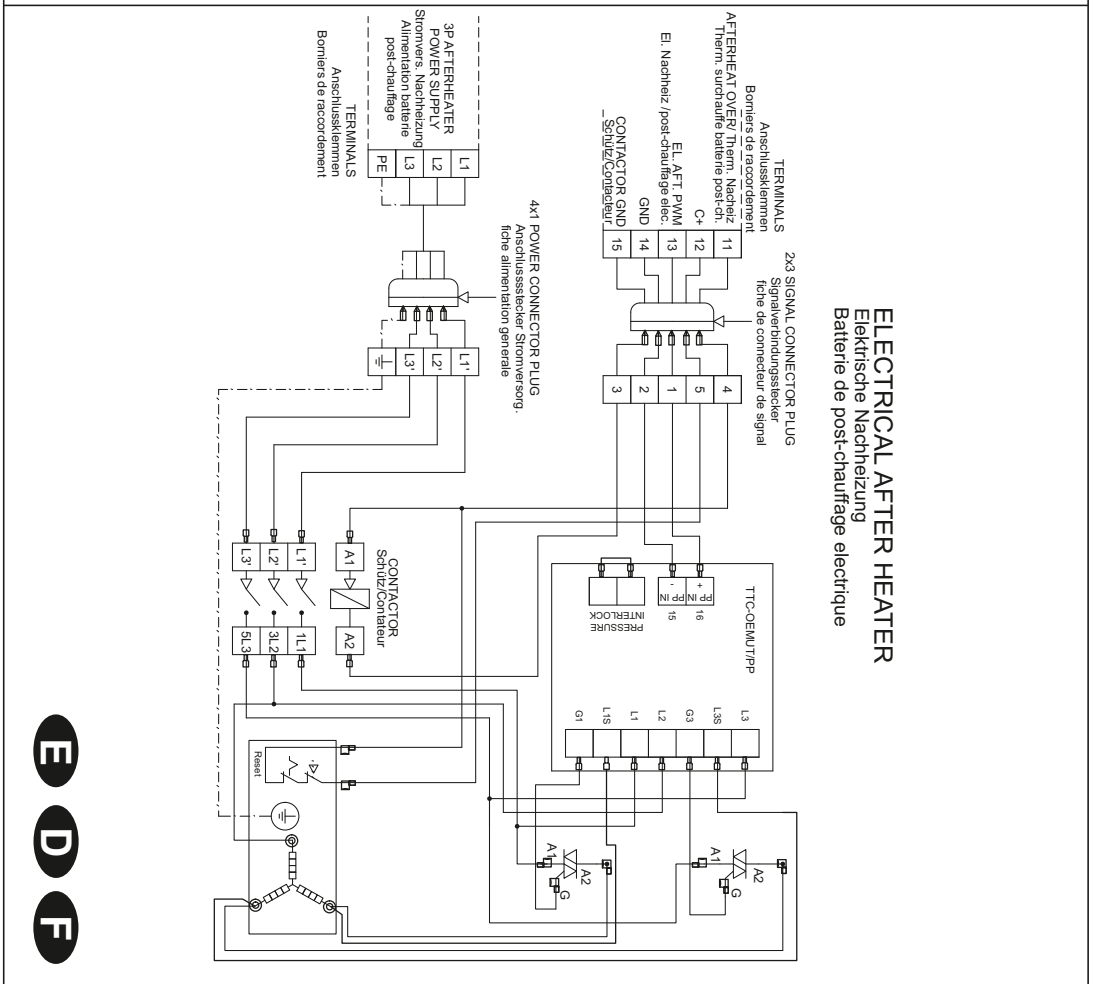 ELECTRICAL AFTER HEATER
Elektrische Nachheizung
Batterie de post-chauffage electrique
TERMINALS
Anschlussklemmen
Borniers de raccordement
AFTERHEAT OVER/ Therm. Nacheiz
Therm. surchauffe batterie post-ch.
C+
EL. AFT. PWM
El. Nachheiz /post-chauffage elec.
GND
CONTACTOR GND
Schütz/Contacteur
11
12
13
14
15
2x3 SIGNAL CONNECTOR PLUG
Signalverbindungsstecker
fiche de connecteur de signal
4
5
1
2
3
TTC-OEMUT/PP
+
PP IN
16
-
PP IN
15
PRESSURE
INTERLOCK
L3
L3S
G3
L2
L1
L1S
G1
A1
A2
G
A1
A2
G
3P AFTERHEATER
POWER SUPPLY
Stromvers. Nachheizung
Alimentation batterie
post-chauffage
L1
L2
L3
PE
TERMINALS
Anschlussklemmen
Borniers de raccordement
4x1 POWER CONNECTOR PLUG
Anschlusssstecker Stromversorg.
fiche alimentation generale
L1'
L2'
L3'
CONTACTOR
Schütz/Contateur
A1
A2
L1'
L2'
L3'
1L1
3L2
5L3
Reset
E
D
F